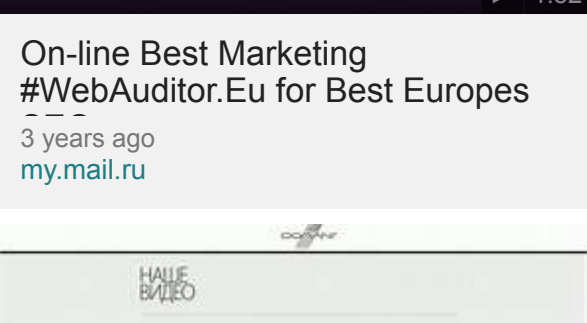 On-line Best Marketing
#WebAuditor.Eu for Best Europes
3 years ago
my.mail.ru
НАШЕ
ВИДЕО